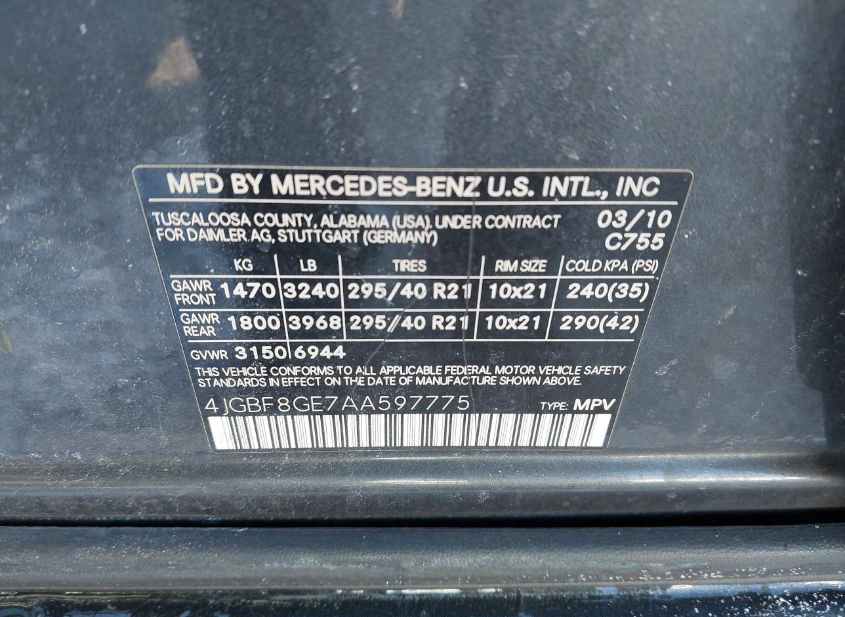 MFD BY MERCEDES-BENZ U.S. INTL., INC
TUSCALOOSA COUNTY, ALABAMA (USA), UNDER CONTRACT 03/10
FOR DAIMLER AG, STUTTGART (GERMANY) C755
KG LB TIRES RIM SIZE COLD KPA (PSI)
GAWR FRONT 1470 3240 295/40 R21 10x21 240(35)
GAWR REAR 1800 3968 295/40 R21 10x21 290(42)
GVWR 3150 6944
THIS VEHICLE CONFORMS TO ALL APPLICABLE FEDERAL MOTOR VEHICLE SAFETY
STANDARDS IN EFFECT ON THE DATE OF MANUFACTURE SHOWN ABOVE.
4JGBF8GE7AA597775 TYPE: MPV